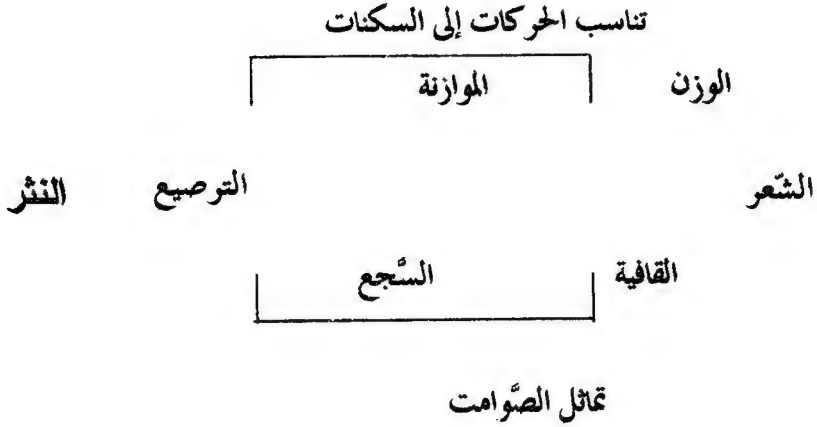 تناسب الحركات إلى السكنات
الوزن الموازنة
الشّعر التوصيع النثر
القافية السَّجع
تماثل الصَّوامت